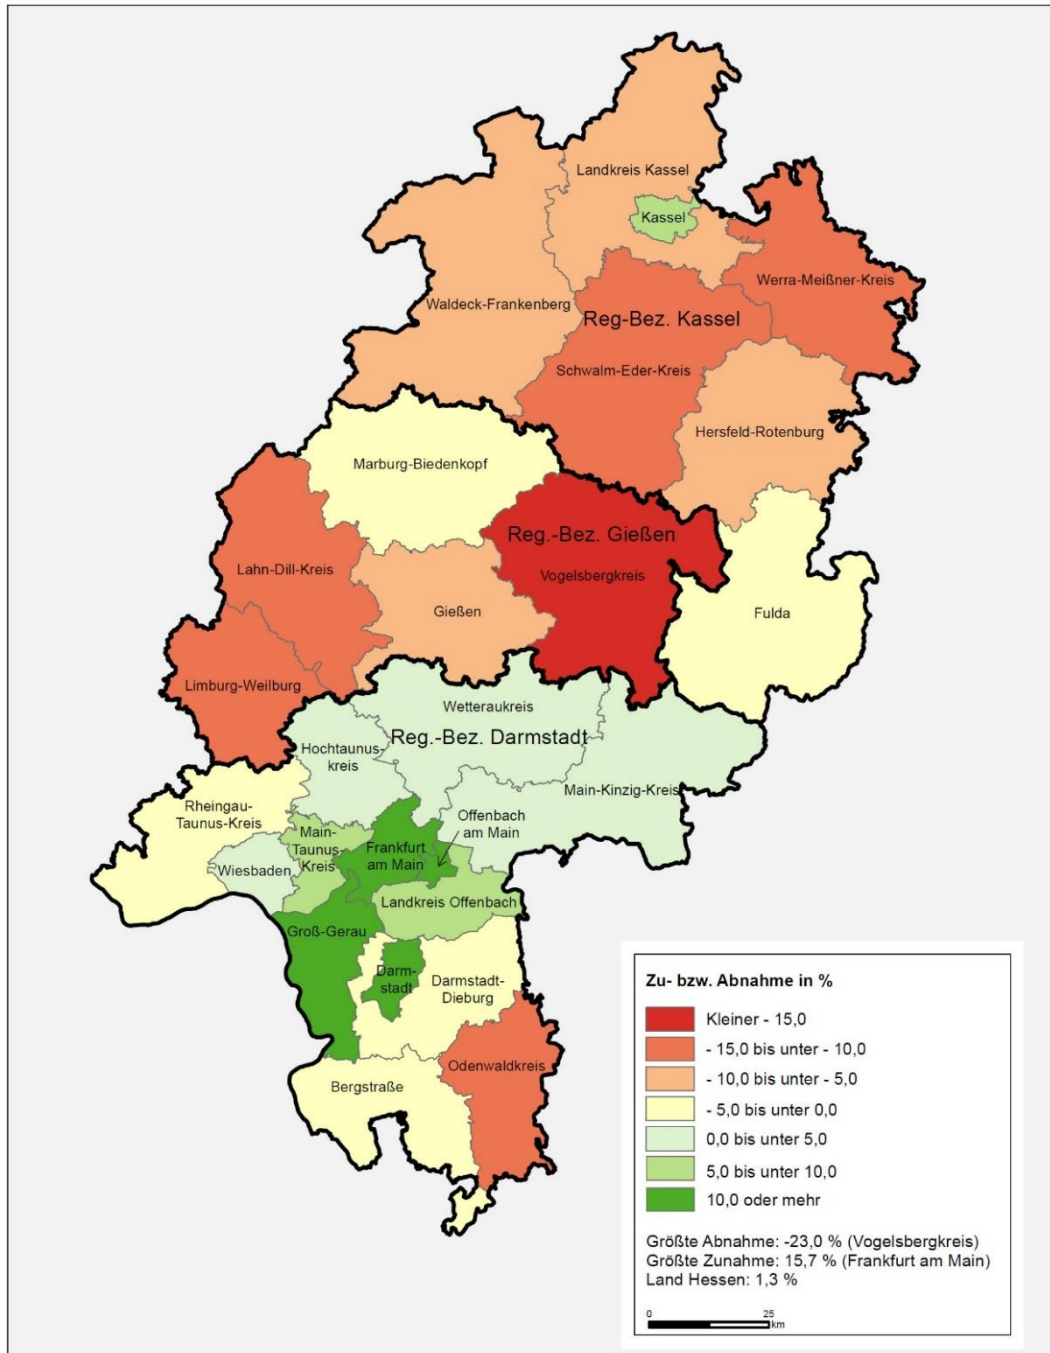 Landkreis Kassel
Kassel
Werra-Meißner-Kreis
Waldeck-Frankenberg
Reg-Bez. Kassel
Schwalm-Eder-Kreis
Hersfeld-Rotenburg
Marburg-Biedenkopf
Reg.-Bez. Gießen
Lahn-Dill-Kreis
Vogelsbergkreis
Gießen
Fulda
Limburg-Weilburg
Wetteraukreis
Reg.-Bez. Darmstadt
Hochtaunus-
kreis
Main-Kinzig-Kreis
Rheingau-
Taunus-Kreis
Offenbach
am Main
Main-
Taunus-
Kreis
Frankfurt
am Main
Wiesbaden
Landkreis Offenbach
Groß-Gerau
Darm-
stadt
Darmstadt-
Dieburg
Odenwaldkreis
Bergstraße
Zu- bzw. Abnahme in %
Kleiner - 15,0
- 15,0 bis unter - 10,0
- 10,0 bis unter - 5,0
- 5,0 bis unter 0,0
0,0 bis unter 5,0
5,0 bis unter 10,0
10,0 oder mehr
Größte Abnahme: -23,0 % (Vogelsbergkreis)
Größte Zunahme: 15,7 % (Frankfurt am Main)
Land Hessen: 1,3 %
0 25
km